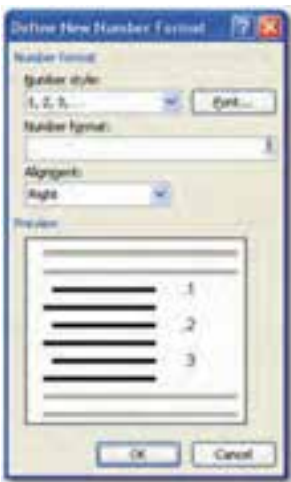 Define New Number Format
Number format
Number style:
1, 2, 3, ...
Font...
Number format:
1
Alignment:
Right
Preview
.1
.2
3
OK
Cancel